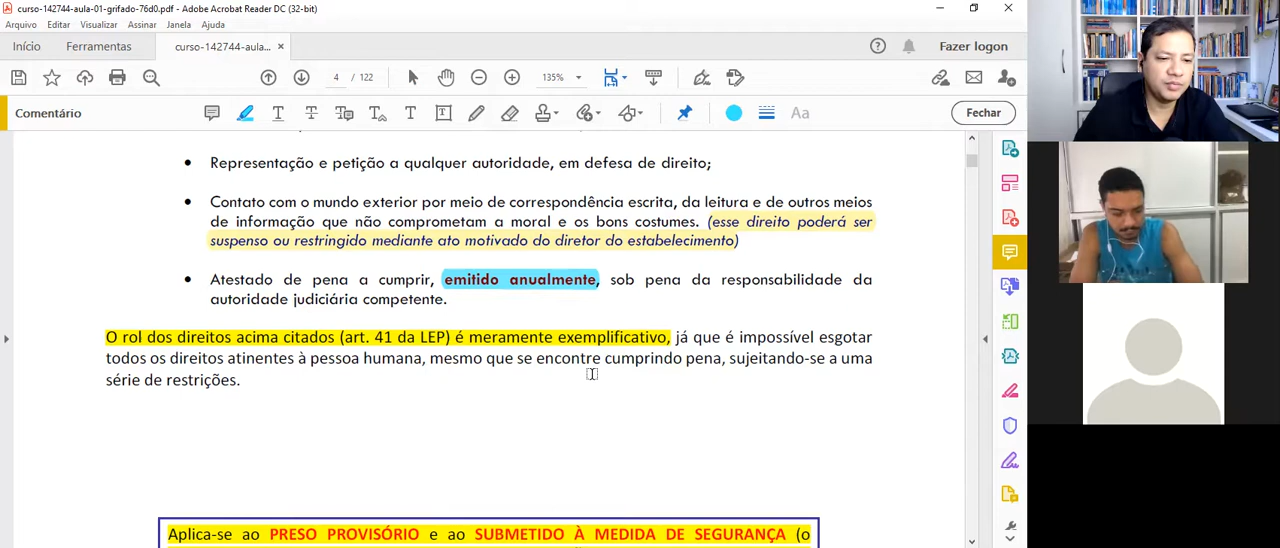 curso-142744-aula-01-grifado-76d0.pdf - Adobe Acrobat Reader DC (32-bit)
Arquivo Editar Visualizar Assinar Janela Ajuda
Início Ferramentas curso-142744-aula... × Fazer logon
4 / 122 135%
Comentário Aa Fechar
• Representação e petição a qualquer autoridade, em defesa de direito;
• Contato com o mundo exterior por meio de correspondência escrita, da leitura e de outros meios
de informação que não comprometam a moral e os bons costumes. (esse direito poderá ser
suspenso ou restringido mediante ato motivado do diretor do estabelecimento)
• Atestado de pena a cumprir, emitido anualmente, sob pena da responsabilidade da
autoridade judiciária competente.
O rol dos direitos acima citados (art. 41 da LEP) é meramente exemplificativo, já que é impossível esgotar
todos os direitos atinentes à pessoa humana, mesmo que se encontre cumprindo pena, sujeitando-se a uma
série de restrições.
Aplica-se ao PRESO PROVISÓRIO e ao SUBMETIDO À MEDIDA DE SEGURANÇA (o